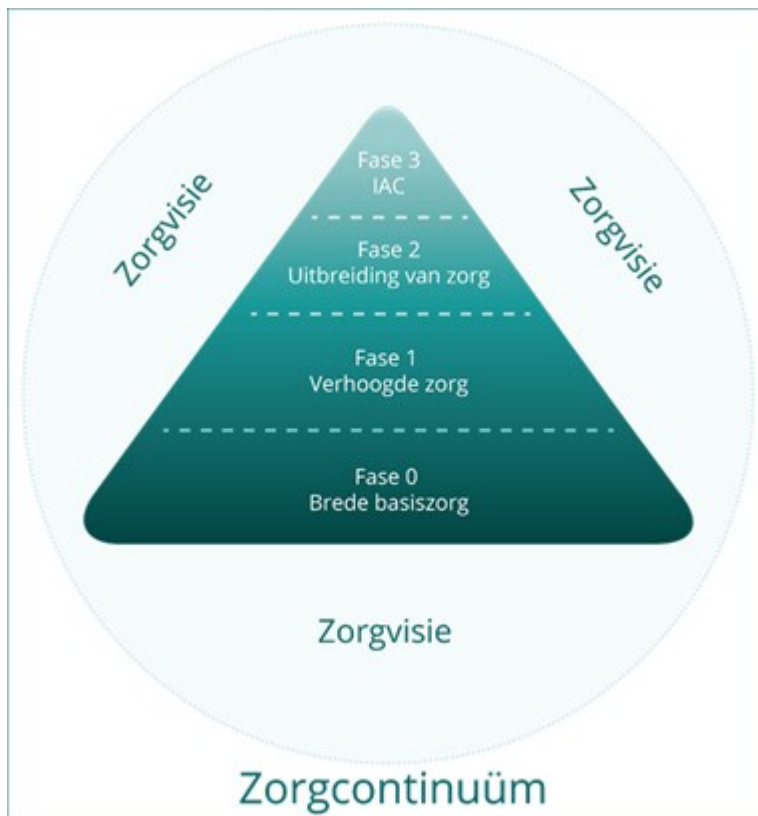 Zorgvisie
Zorgvisie
Fase 3
IAC
Fase 2
Uitbreiding van zorg
Fase 1
Verhoogde zorg
Fase 0
Brede basiszorg
Zorgvisie
Zorgcontinuüm